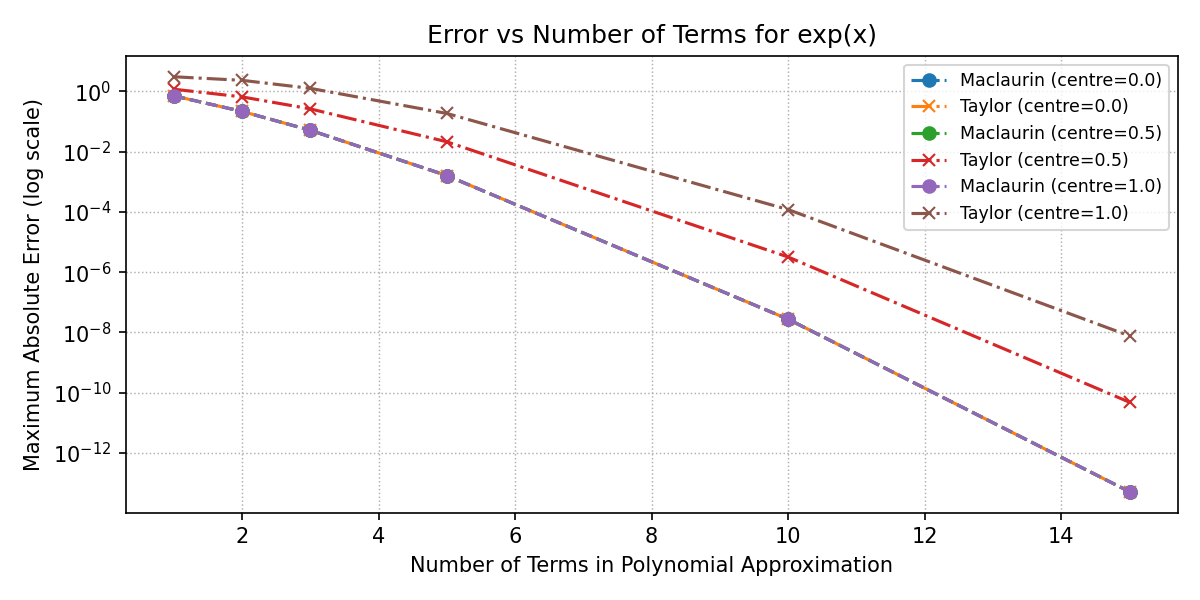 Error vs Number of Terms for exp(x)
Maximum Absolute Error (log scale)
10⁰
10⁻²
10⁻⁴
10⁻⁶
10⁻⁸
10⁻¹⁰
10⁻¹²
Maclaurin (centre=0.0)
Taylor (centre=0.0)
Maclaurin (centre=0.5)
Taylor (centre=0.5)
Maclaurin (centre=1.0)
Taylor (centre=1.0)
2 4 6 8 10 12 14
Number of Terms in Polynomial Approximation